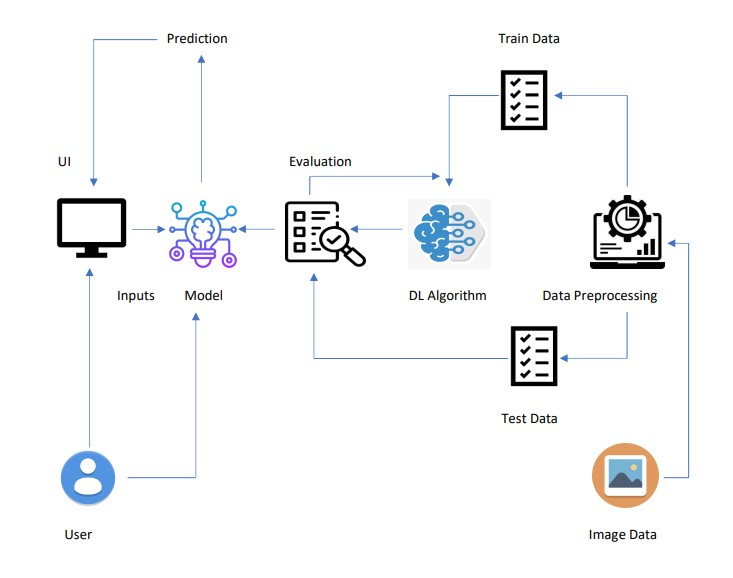 Prediction
Train Data
UI
Evaluation
Inputs
Model
DL Algorithm
Data Preprocessing
Test Data
User
Image Data